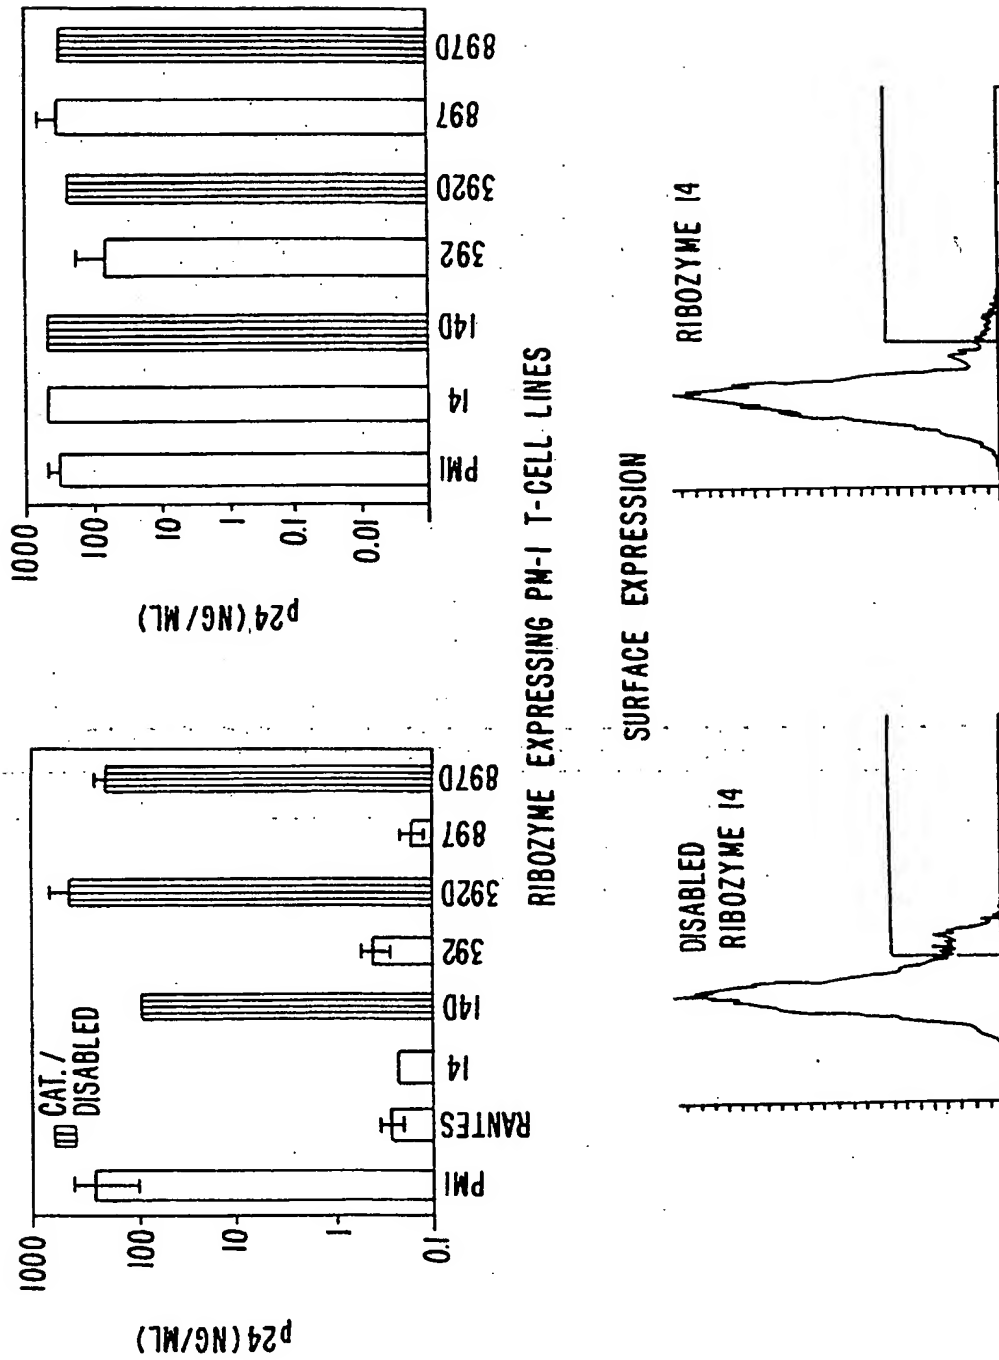 p24 (NG/ML)
1000
100
10
1
0.1
CAT./
DISABLED
PM1
RANTES
14
14D
392
392D
897
897D
p24 (NG/ML)
1000
100
10
1
0.1
0.01
PM1
14
14D
392
392D
897
897D
RIBOZYME EXPRESSING PM-1 T-CELL LINES
SURFACE EXPRESSION
DISABLED
RIBOZYME 14
RIBOZYME 14